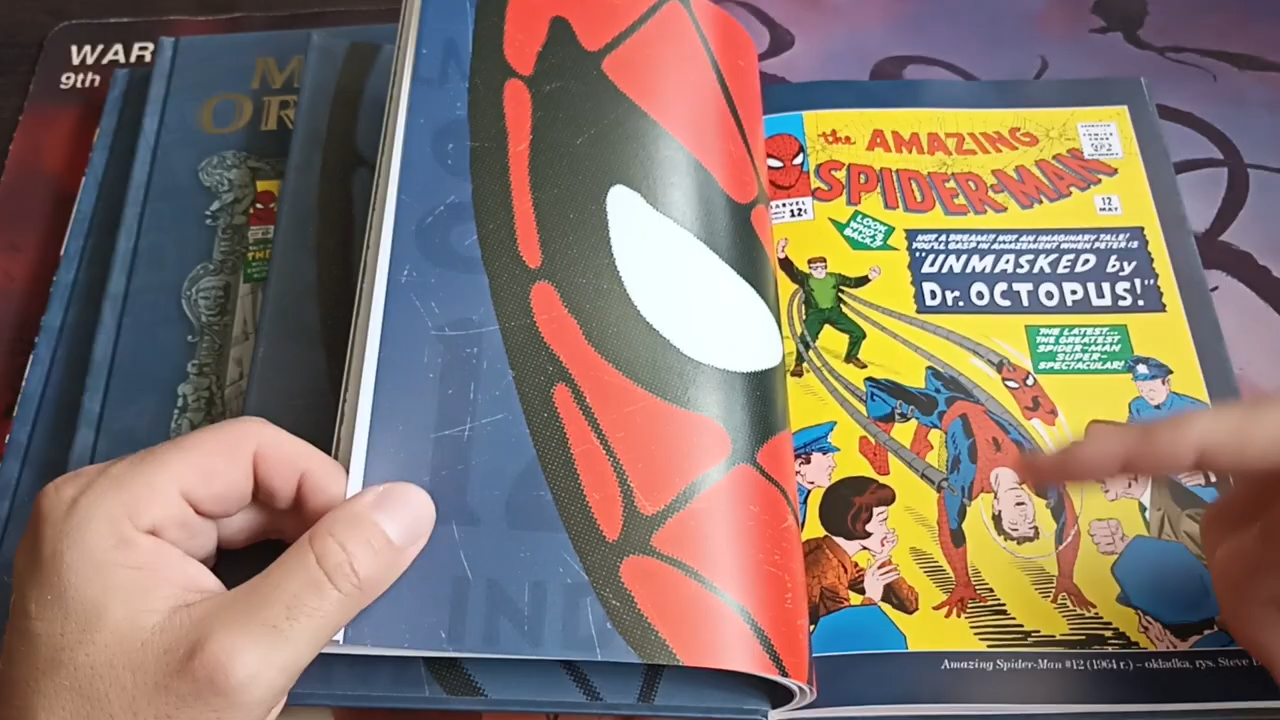 WAR
9th
M
OR
the AMAZING
SPIDER-MAN
MARVEL
12¢
12
MAY
LOOK
WHO'S
BACK!
NOT A DREAM!! NOT AN IMAGINARY TALE!
YOU'LL GASP IN AMAZEMENT WHEN PETER IS
"UNMASKED by
Dr. OCTOPUS!"
THE LATEST...
THE GREATEST
SPIDER-MAN
SUPER-
SPECTACULAR!
Amazing Spider-Man #12 (1964 r.) – okładka, rys. Steve